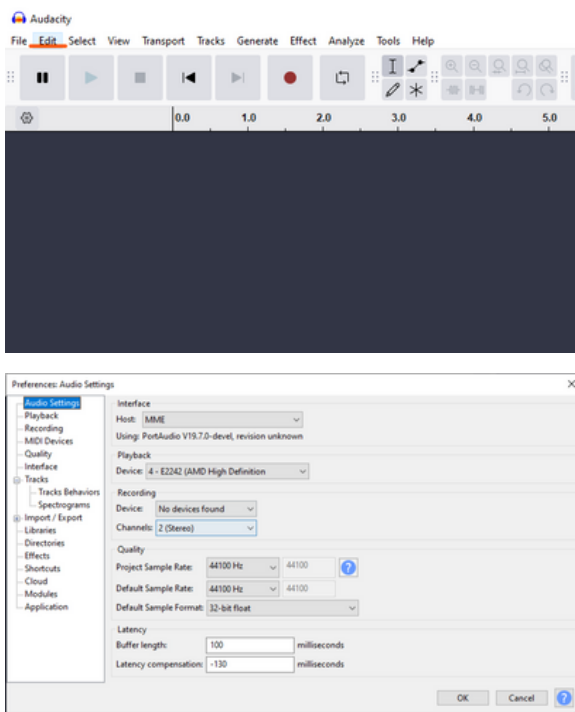 Audacity
File Edit Select View Transport Tracks Generate Effect Analyze Tools Help
0.0 1.0 2.0 3.0 4.0 5.0
Preferences: Audio Settings
Audio Settings
Playback
Recording
MIDI Devices
Quality
Interface
Tracks
Tracks Behaviors
Spectrograms
Import / Export
Libraries
Directories
Effects
Shortcuts
Cloud
Modules
Application
Interface
Host: MME
Using: PortAudio V19.7.0-devel, revision unknown
Playback
Device: 4 - E2242 (AMD High Definition
Recording
Device: No devices found
Channels: 2 (Stereo)
Quality
Project Sample Rate: 44100 Hz 44100
Default Sample Rate: 44100 Hz 44100
Default Sample Format: 32-bit float
Latency
Buffer length: 100 milliseconds
Latency compensation: -130 milliseconds
OK Cancel